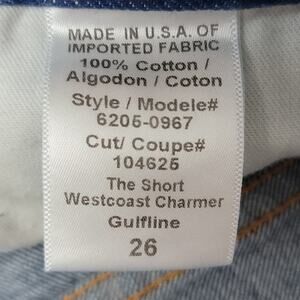 MADE IN U.S.A. OF
IMPORTED FABRIC
100% Cotton /
Algodon / Coton
Style / Modele#
6205-0967
Cut/ Coupe#
104625
The Short
Westcoast Charmer
Gulfline
26